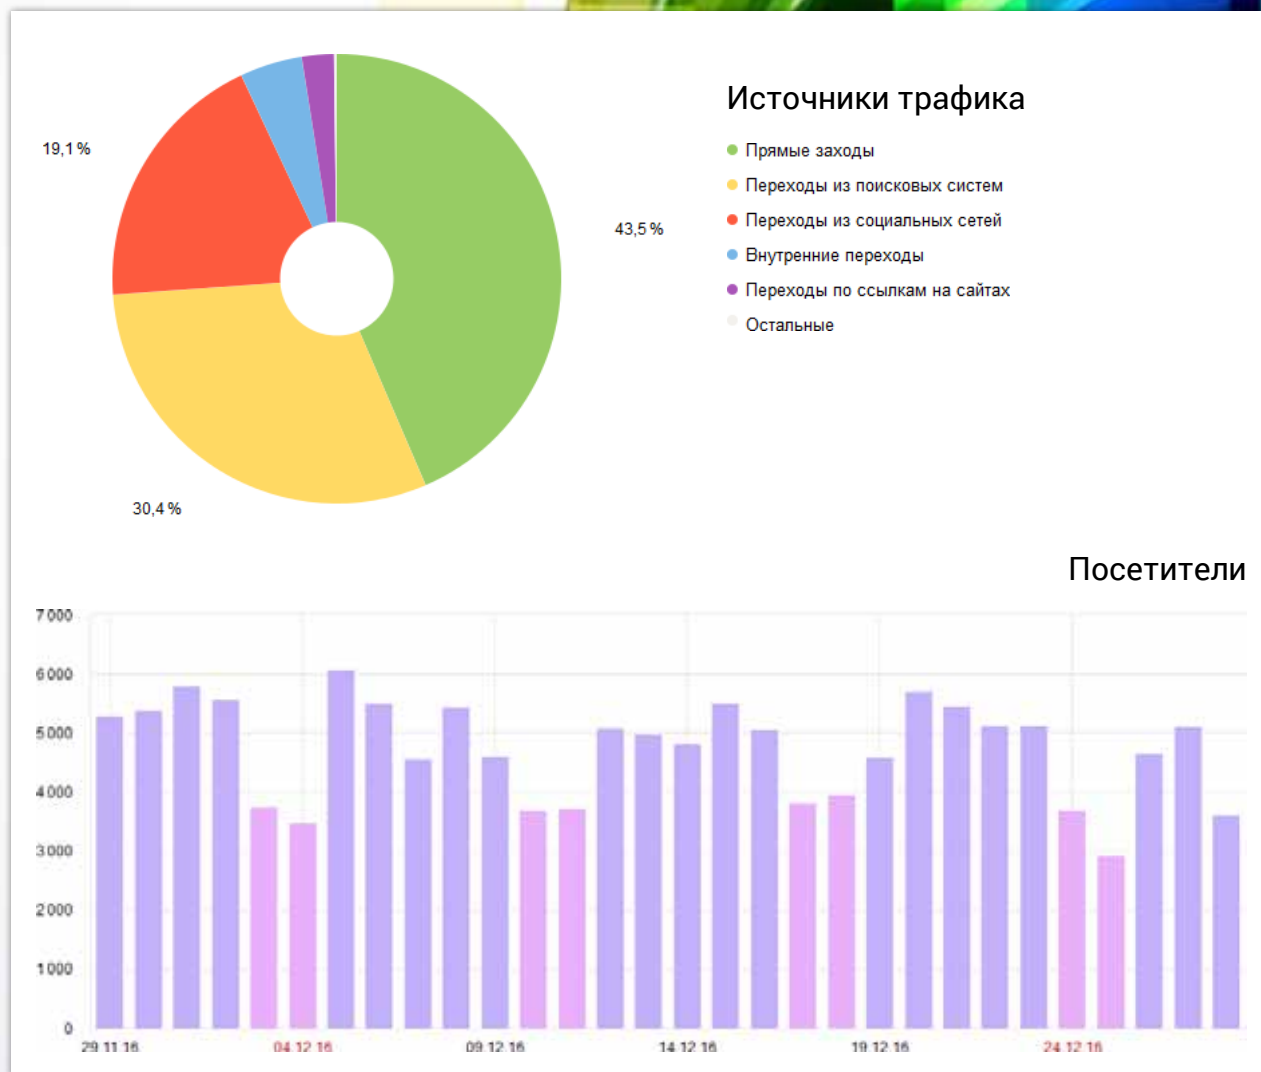 Источники трафика
Прямые заходы
Переходы из поисковых систем
Переходы из социальных сетей
Внутренние переходы
Переходы по ссылкам на сайтах
Остальные
19,1 %
43,5 %
30,4 %
Посетители
7 000
6 000
5 000
4 000
3 000
2 000
1 000
0
29.11.16 04.12.16 09.12.16 14.12.16 19.12.16 24.12.16